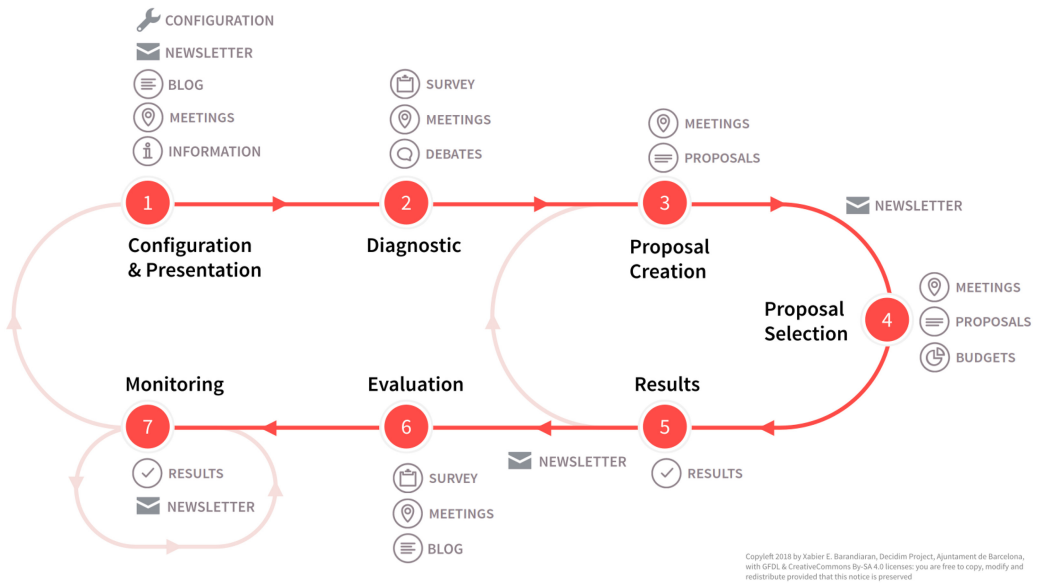 CONFIGURATION
NEWSLETTER
BLOG
MEETINGS
INFORMATION
1
Configuration
& Presentation
SURVEY
MEETINGS
DEBATES
2
Diagnostic
MEETINGS
PROPOSALS
3
Proposal
Creation
NEWSLETTER
Proposal
Selection
4
MEETINGS
PROPOSALS
BUDGETS
Results
5
RESULTS
NEWSLETTER
Evaluation
6
SURVEY
MEETINGS
BLOG
Monitoring
7
RESULTS
NEWSLETTER
Copyleft 2018 by Xabier E. Barandiaran, Decidim Project, Ajuntament de Barcelona,
with GFDL & CreativeCommons By-SA 4.0 licenses: you are free to copy, modify and
redistribute provided that this notice is preserved